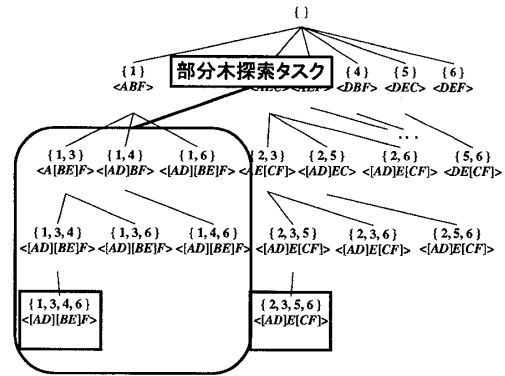 { }
{ 1 } 部分木探索タスク { 4 } { 5 } { 6 }
<ABF> <DBF> <DEC> <DEF>
...
{ 1, 3 } { 1, 4 } { 1, 6 } { 2, 3 } { 2, 5 } { 2, 6 } { 5, 6 }
<A[BE]F> <[AD]BF> <[AD][BE]F> <AE[CF]> <[AD]EC> <[AD]E[CF]> <DE[CF]>
{ 1, 3, 4 } { 1, 3, 6 } { 1, 4, 6 } { 2, 3, 5 } { 2, 3, 6 } { 2, 5, 6 }
<[AD][BE]F> <[AD][BE]F> <[AD][BE]F> <[AD]E[CF]> <[AD]E[CF]> <[AD]E[CF]>
{ 1, 3, 4, 6 } { 2, 3, 5, 6 }
<[AD][BE]F> <[AD]E[CF]>